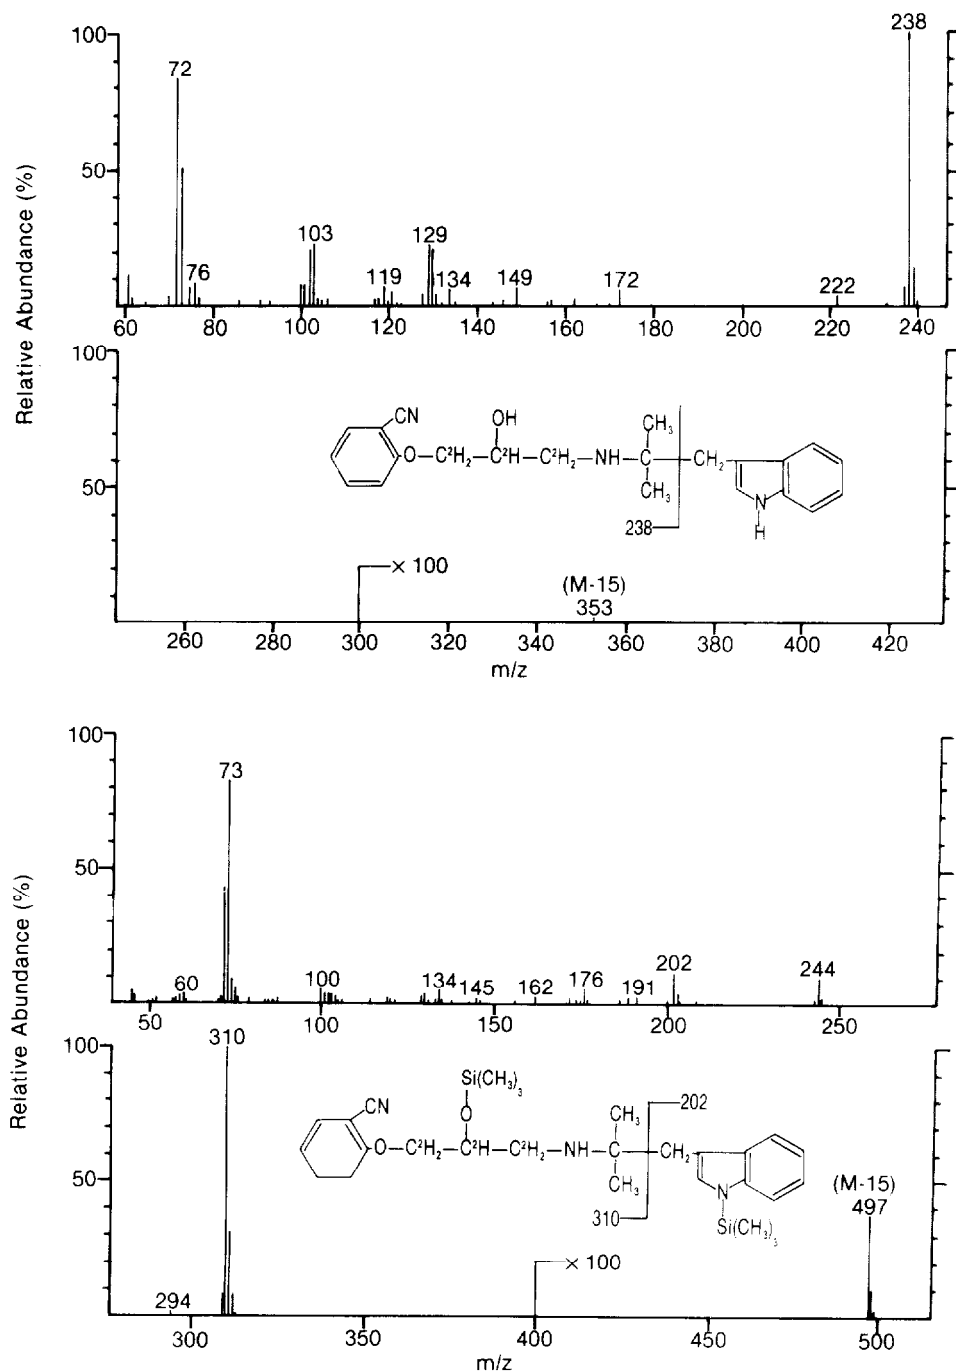 Relative Abundance (%)
100
50
72
76
103
119
129
134
149
172
222
238
60 80 100 120 140 160 180 200 220 240
100
50
CN
OH
O–C²H₂–C²H–C²H₂–NH
CH₃
CH₃
CH₂
N
H
238
× 100
(M-15)
353
260 280 300 320 340 360 380 400 420
m/z
Relative Abundance (%)
100
50
73
60
100
134
145
162
176
191
202
244
50 100 150 200 250
100
50
310
294
Si(CH₃)₃
CN
O
O–C²H₂–C²H–C²H₂–NH
CH₃
CH₃
CH₂
202
310
N
Si(CH₃)₃
× 100
(M-15)
497
300 350 400 450 500
m/z